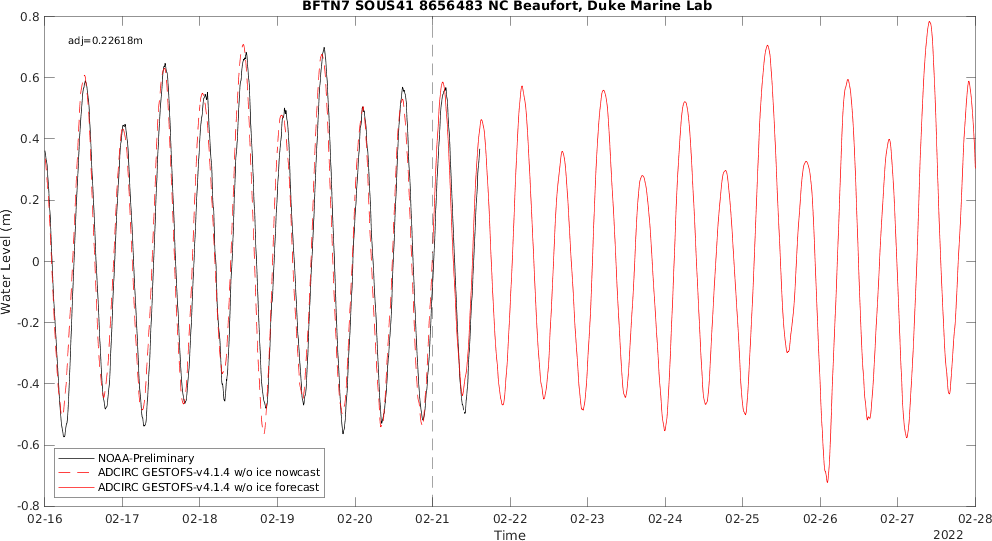 BFTN7 SOUS41 8656483 NC Beaufort, Duke Marine Lab
adj=0.22618m
0.8
0.6
0.4
0.2
0
-0.2
-0.4
-0.6
-0.8
Water Level (m)
NOAA-Preliminary
ADCIRC GESTOFS-v4.1.4 w/o ice nowcast
ADCIRC GESTOFS-v4.1.4 w/o ice forecast
02-16 02-17 02-18 02-19 02-20 02-21 02-22 02-23 02-24 02-25 02-26 02-27 02-28
Time
2022